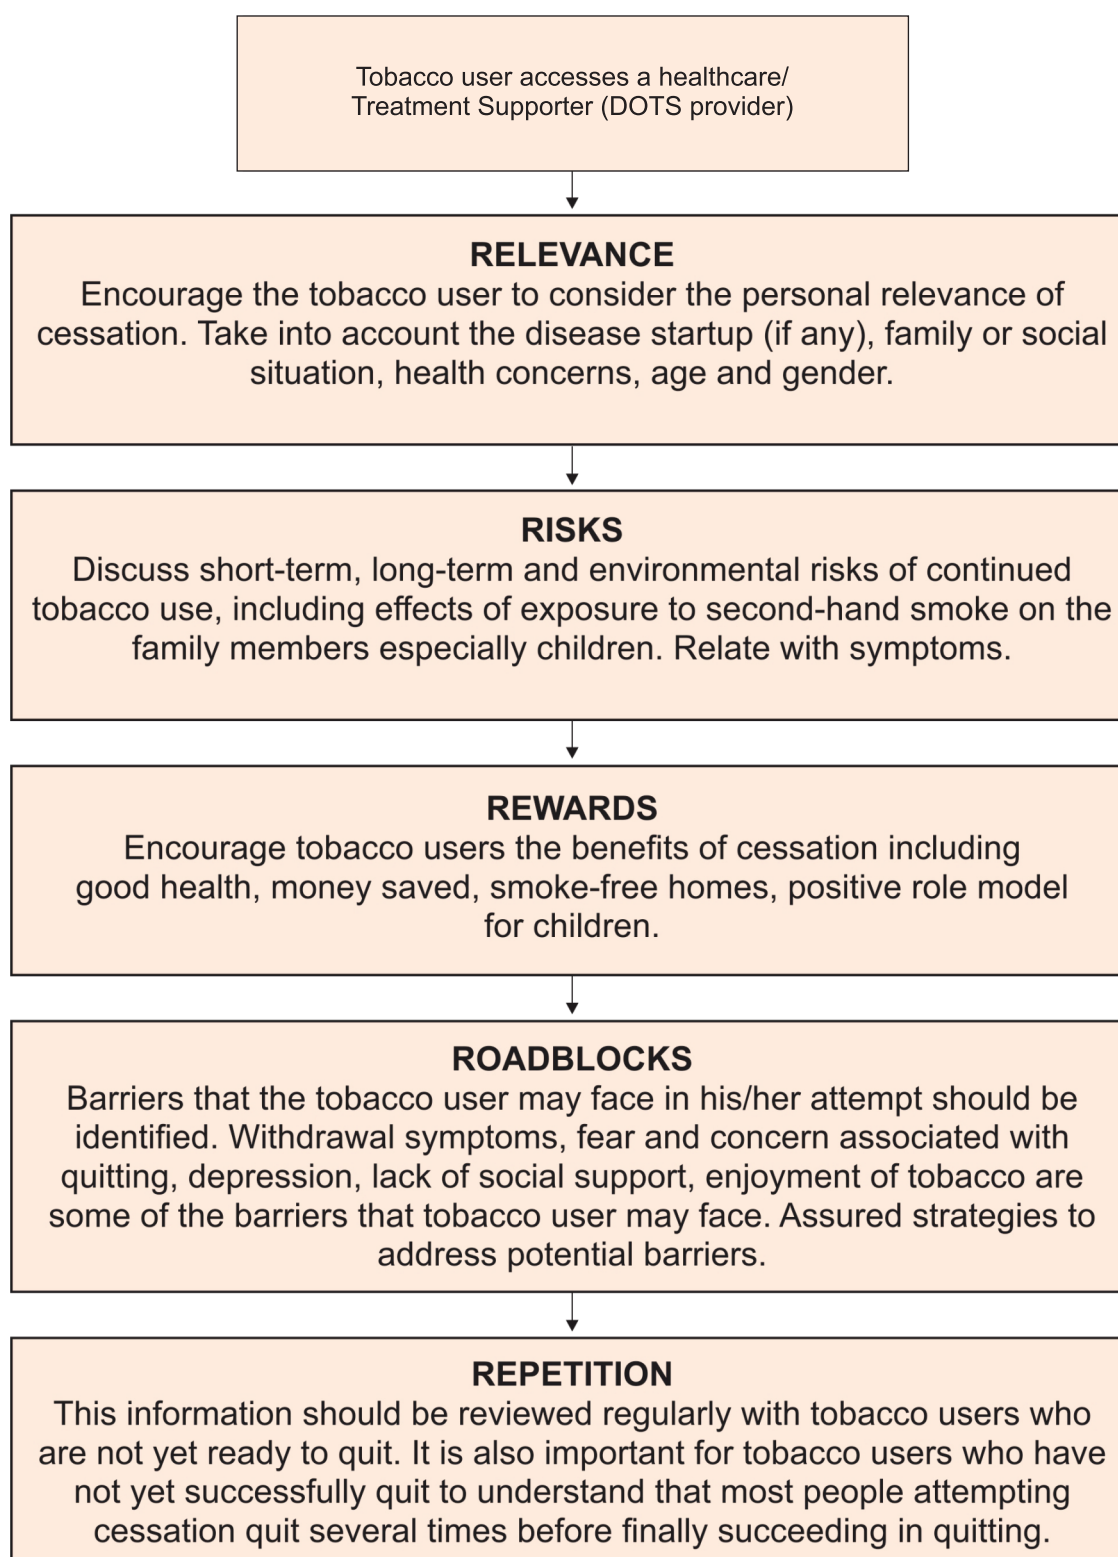 Tobacco user accesses a healthcare/
Treatment Supporter (DOTS provider)
RELEVANCE
Encourage the tobacco user to consider the personal relevance of
cessation. Take into account the disease startup (if any), family or social
situation, health concerns, age and gender.
RISKS
Discuss short-term, long-term and environmental risks of continued
tobacco use, including effects of exposure to second-hand smoke on the
family members especially children. Relate with symptoms.
REWARDS
Encourage tobacco users the benefits of cessation including
good health, money saved, smoke-free homes, positive role model
for children.
ROADBLOCKS
Barriers that the tobacco user may face in his/her attempt should be
identified. Withdrawal symptoms, fear and concern associated with
quitting, depression, lack of social support, enjoyment of tobacco are
some of the barriers that tobacco user may face. Assured strategies to
address potential barriers.
REPETITION
This information should be reviewed regularly with tobacco users who
are not yet ready to quit. It is also important for tobacco users who have
not yet successfully quit to understand that most people attempting
cessation quit several times before finally succeeding in quitting.